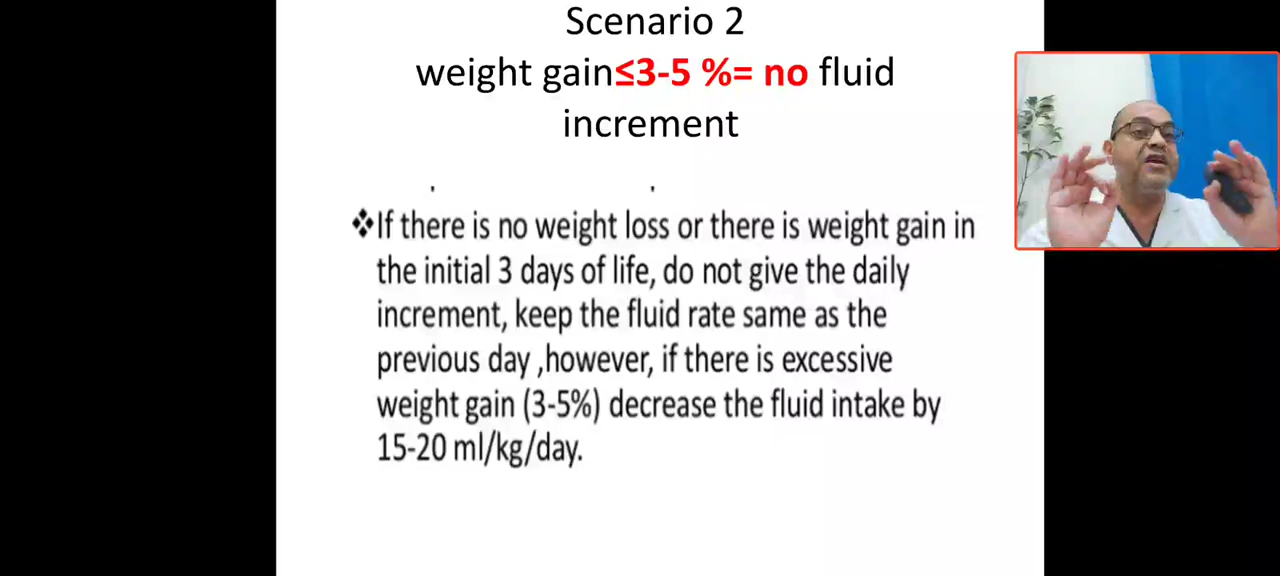 Scenario 2
weight gain≤3-5 %= no fluid
increment
❖If there is no weight loss or there is weight gain in
the initial 3 days of life, do not give the daily
increment, keep the fluid rate same as the
previous day ,however, if there is excessive
weight gain (3-5%) decrease the fluid intake by
15-20 ml/kg/day.